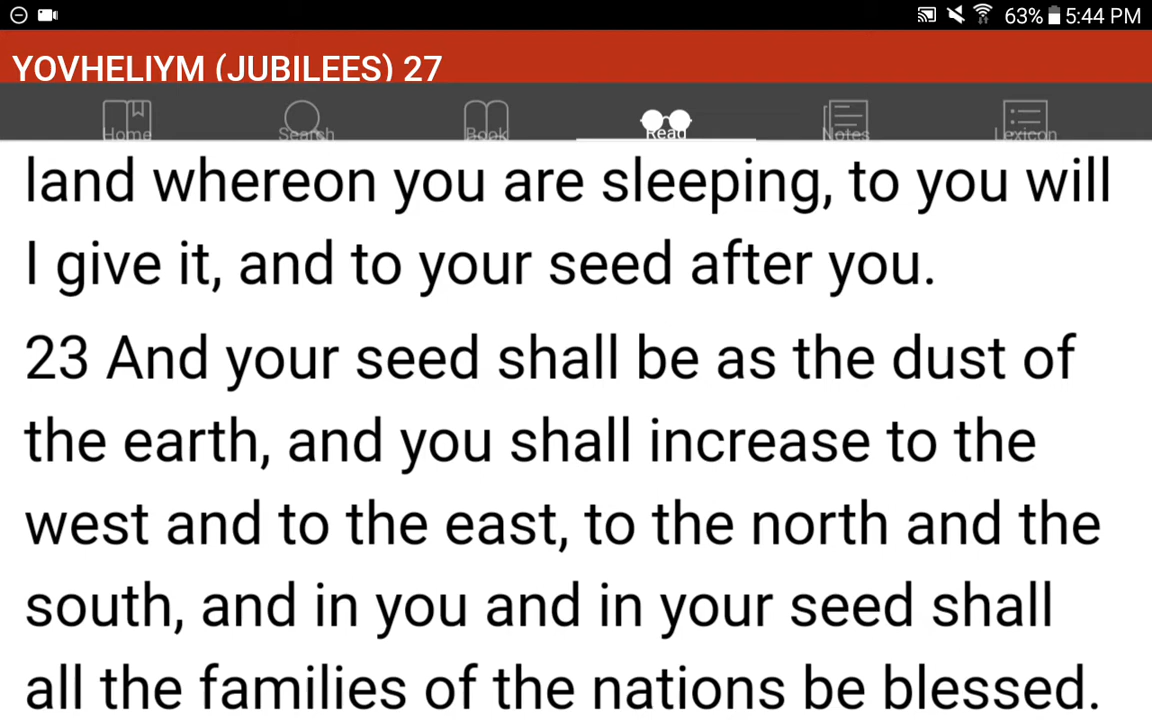 63% 5:44 PM
YOVHELIYM (JUBILEES) 27
Home Search Book Read Notes Lexicon
land whereon you are sleeping, to you will
I give it, and to your seed after you.
23 And your seed shall be as the dust of
the earth, and you shall increase to the
west and to the east, to the north and the
south, and in you and in your seed shall
all the families of the nations be blessed.